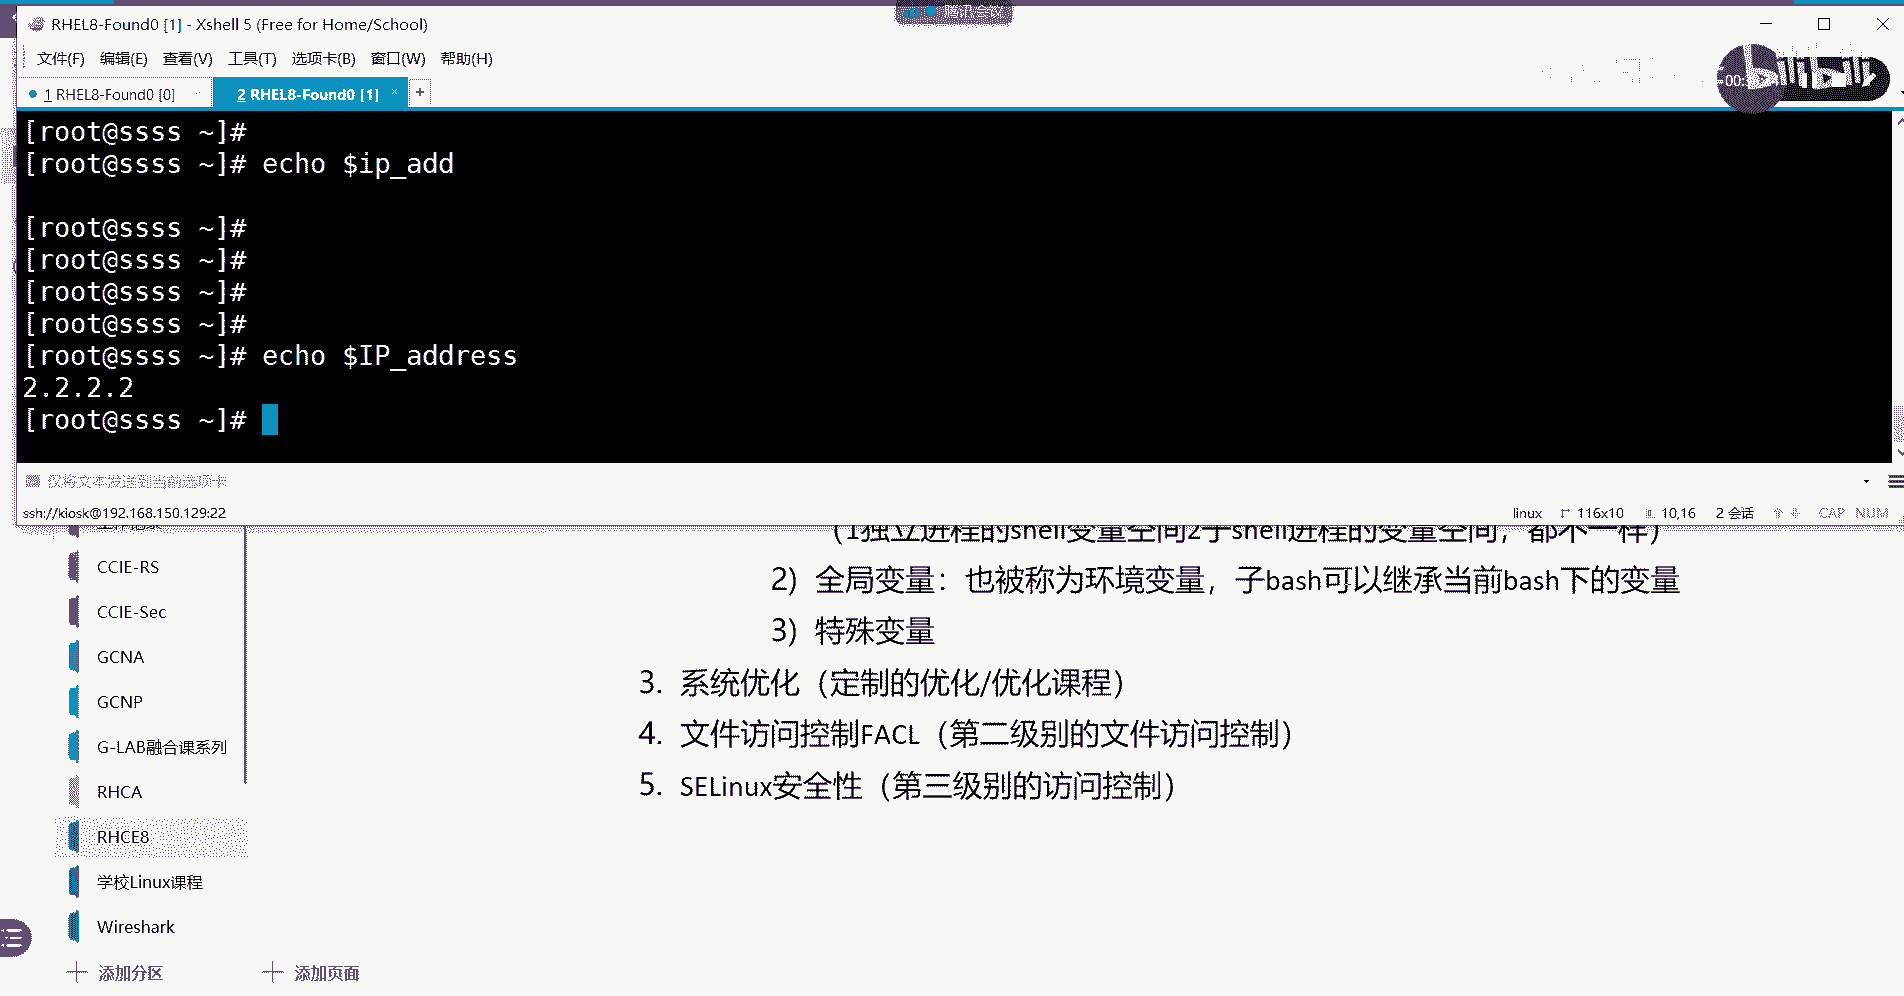 RHEL8-Found0 [1] - Xshell 5 (Free for Home/School)
腾讯会议
文件(F) 编辑(E) 查看(V) 工具(T) 选项卡(B) 窗口(W) 帮助(H)
1 RHEL8-Found0 [0]
2 RHEL8-Found0 [1] × +
[root@ssss ~]#
[root@ssss ~]# echo $ip_add
[root@ssss ~]#
[root@ssss ~]#
[root@ssss ~]#
[root@ssss ~]#
[root@ssss ~]# echo $IP_address
2.2.2.2
[root@ssss ~]#
仅将文本发送到当前选项卡
ssh://kiosk@192.168.150.129:22
linux 116x10 10,16 2 会话 CAP NUM
(1独立进程的shell变量空间2子shell进程的变量空间，都不一样)
2) 全局变量：也被称为环境变量，子bash可以继承当前bash下的变量
3) 特殊变量
3. 系统优化（定制的优化/优化课程）
4. 文件访问控制FACL（第二级别的文件访问控制）
5. SELinux安全性（第三级别的访问控制）
CCIE-RS
CCIE-Sec
GCNA
GCNP
G-LAB融合课系列
RHCA
RHCE8
学校Linux课程
Wireshark
添加分区
添加页面